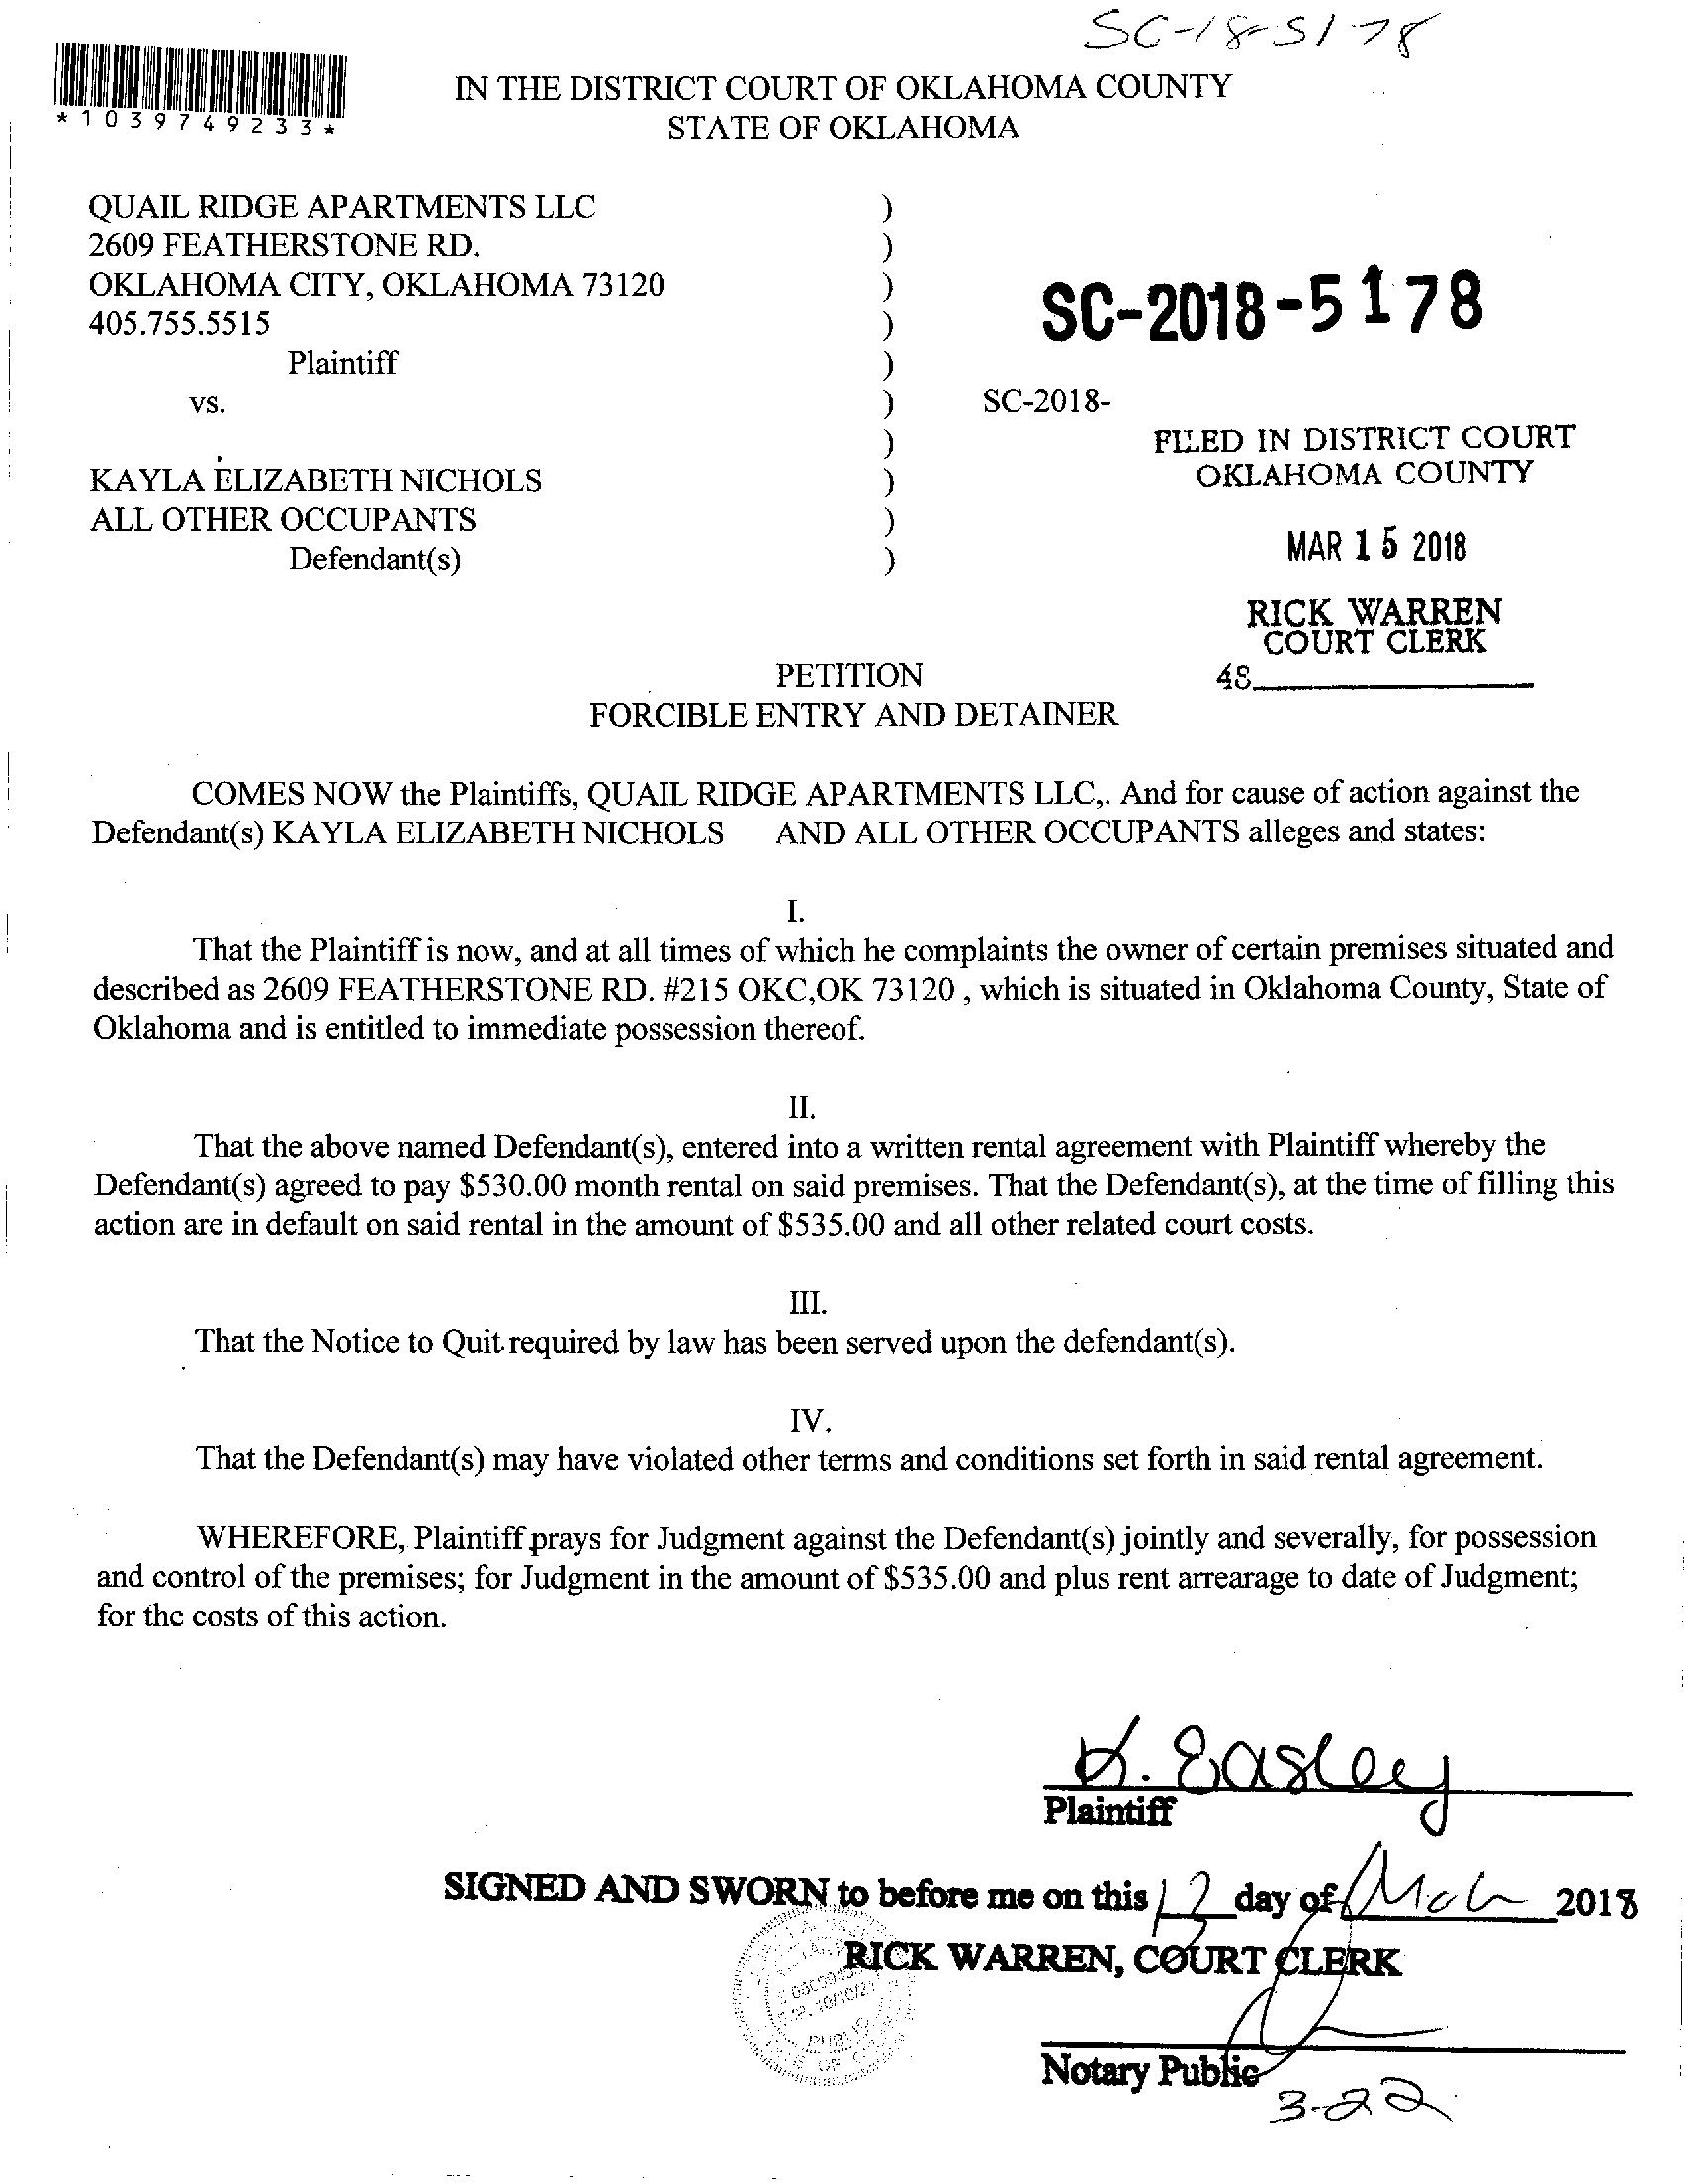 SC-18-5178
*1039749233*
IN THE DISTRICT COURT OF OKLAHOMA COUNTY
STATE OF OKLAHOMA
QUAIL RIDGE APARTMENTS LLC )
2609 FEATHERSTONE RD. )
OKLAHOMA CITY, OKLAHOMA 73120 )
405.755.5515 )
SC-2018-5178
Plaintiff )
vs. ) SC-2018-
)
FILED IN DISTRICT COURT
OKLAHOMA COUNTY
KAYLA ELIZABETH NICHOLS )
ALL OTHER OCCUPANTS )
Defendant(s) )
MAR 15 2018
RICK WARREN
COURT CLERK
48
PETITION
FORCIBLE ENTRY AND DETAINER
COMES NOW the Plaintiffs, QUAIL RIDGE APARTMENTS LLC,. And for cause of action against the
Defendant(s) KAYLA ELIZABETH NICHOLS AND ALL OTHER OCCUPANTS alleges and states:
I.
That the Plaintiff is now, and at all times of which he complaints the owner of certain premises situated and
described as 2609 FEATHERSTONE RD. #215 OKC,OK 73120 , which is situated in Oklahoma County, State of
Oklahoma and is entitled to immediate possession thereof.
II.
That the above named Defendant(s), entered into a written rental agreement with Plaintiff whereby the
Defendant(s) agreed to pay $530.00 month rental on said premises. That the Defendant(s), at the time of filling this
action are in default on said rental in the amount of $535.00 and all other related court costs.
III.
That the Notice to Quit required by law has been served upon the defendant(s).
IV.
That the Defendant(s) may have violated other terms and conditions set forth in said rental agreement.
WHEREFORE, Plaintiff prays for Judgment against the Defendant(s) jointly and severally, for possession
and control of the premises; for Judgment in the amount of $535.00 and plus rent arrearage to date of Judgment;
for the costs of this action.
K. Easley
Plaintiff
SIGNED AND SWORN to before me on this day of 2018
RICK WARREN, COURT CLERK
Notary Public
3-22